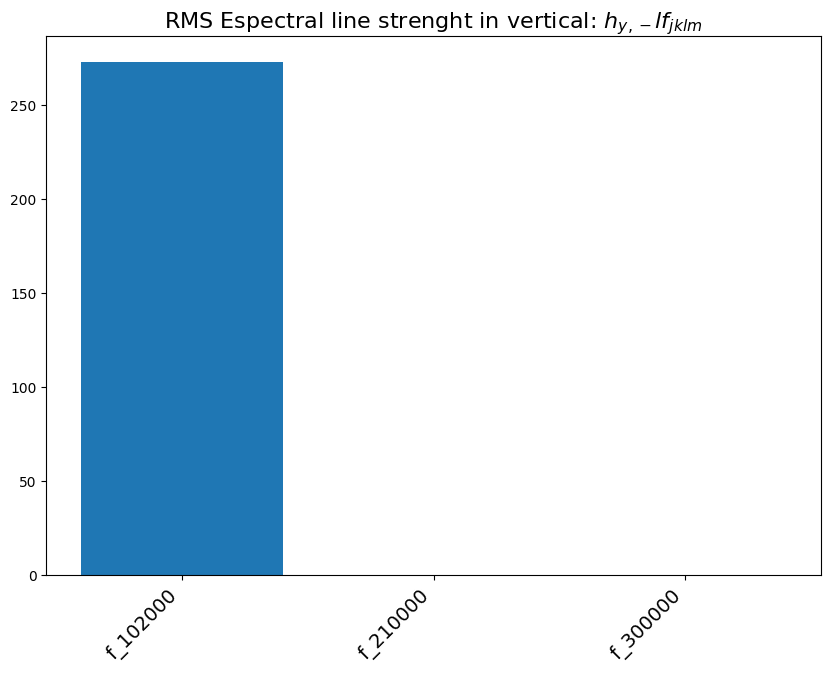 RMS Espectral line strenght in vertical: $h_{y,-}lf_{jklm}$
250
200
150
100
50
0
f_102000
f_210000
f_300000